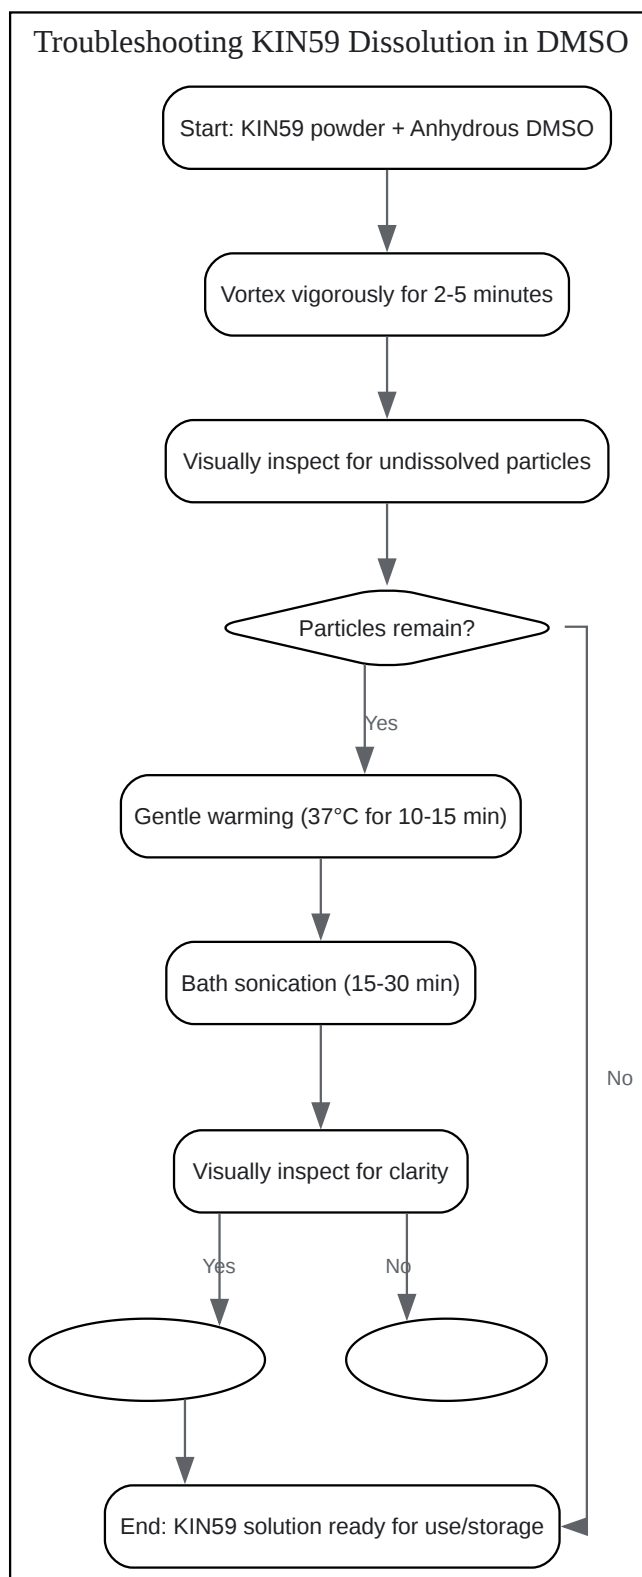 Troubleshooting KIN59 Dissolution in DMSO
Start: KIN59 powder + Anhydrous DMSO
Vortex vigorously for 2-5 minutes
Visually inspect for undissolved particles
Particles remain?
Yes
Gentle warming (37°C for 10-15 min)
Bath sonication (15-30 min)
No
Visually inspect for clarity
Yes
No
End: KIN59 solution ready for use/storage